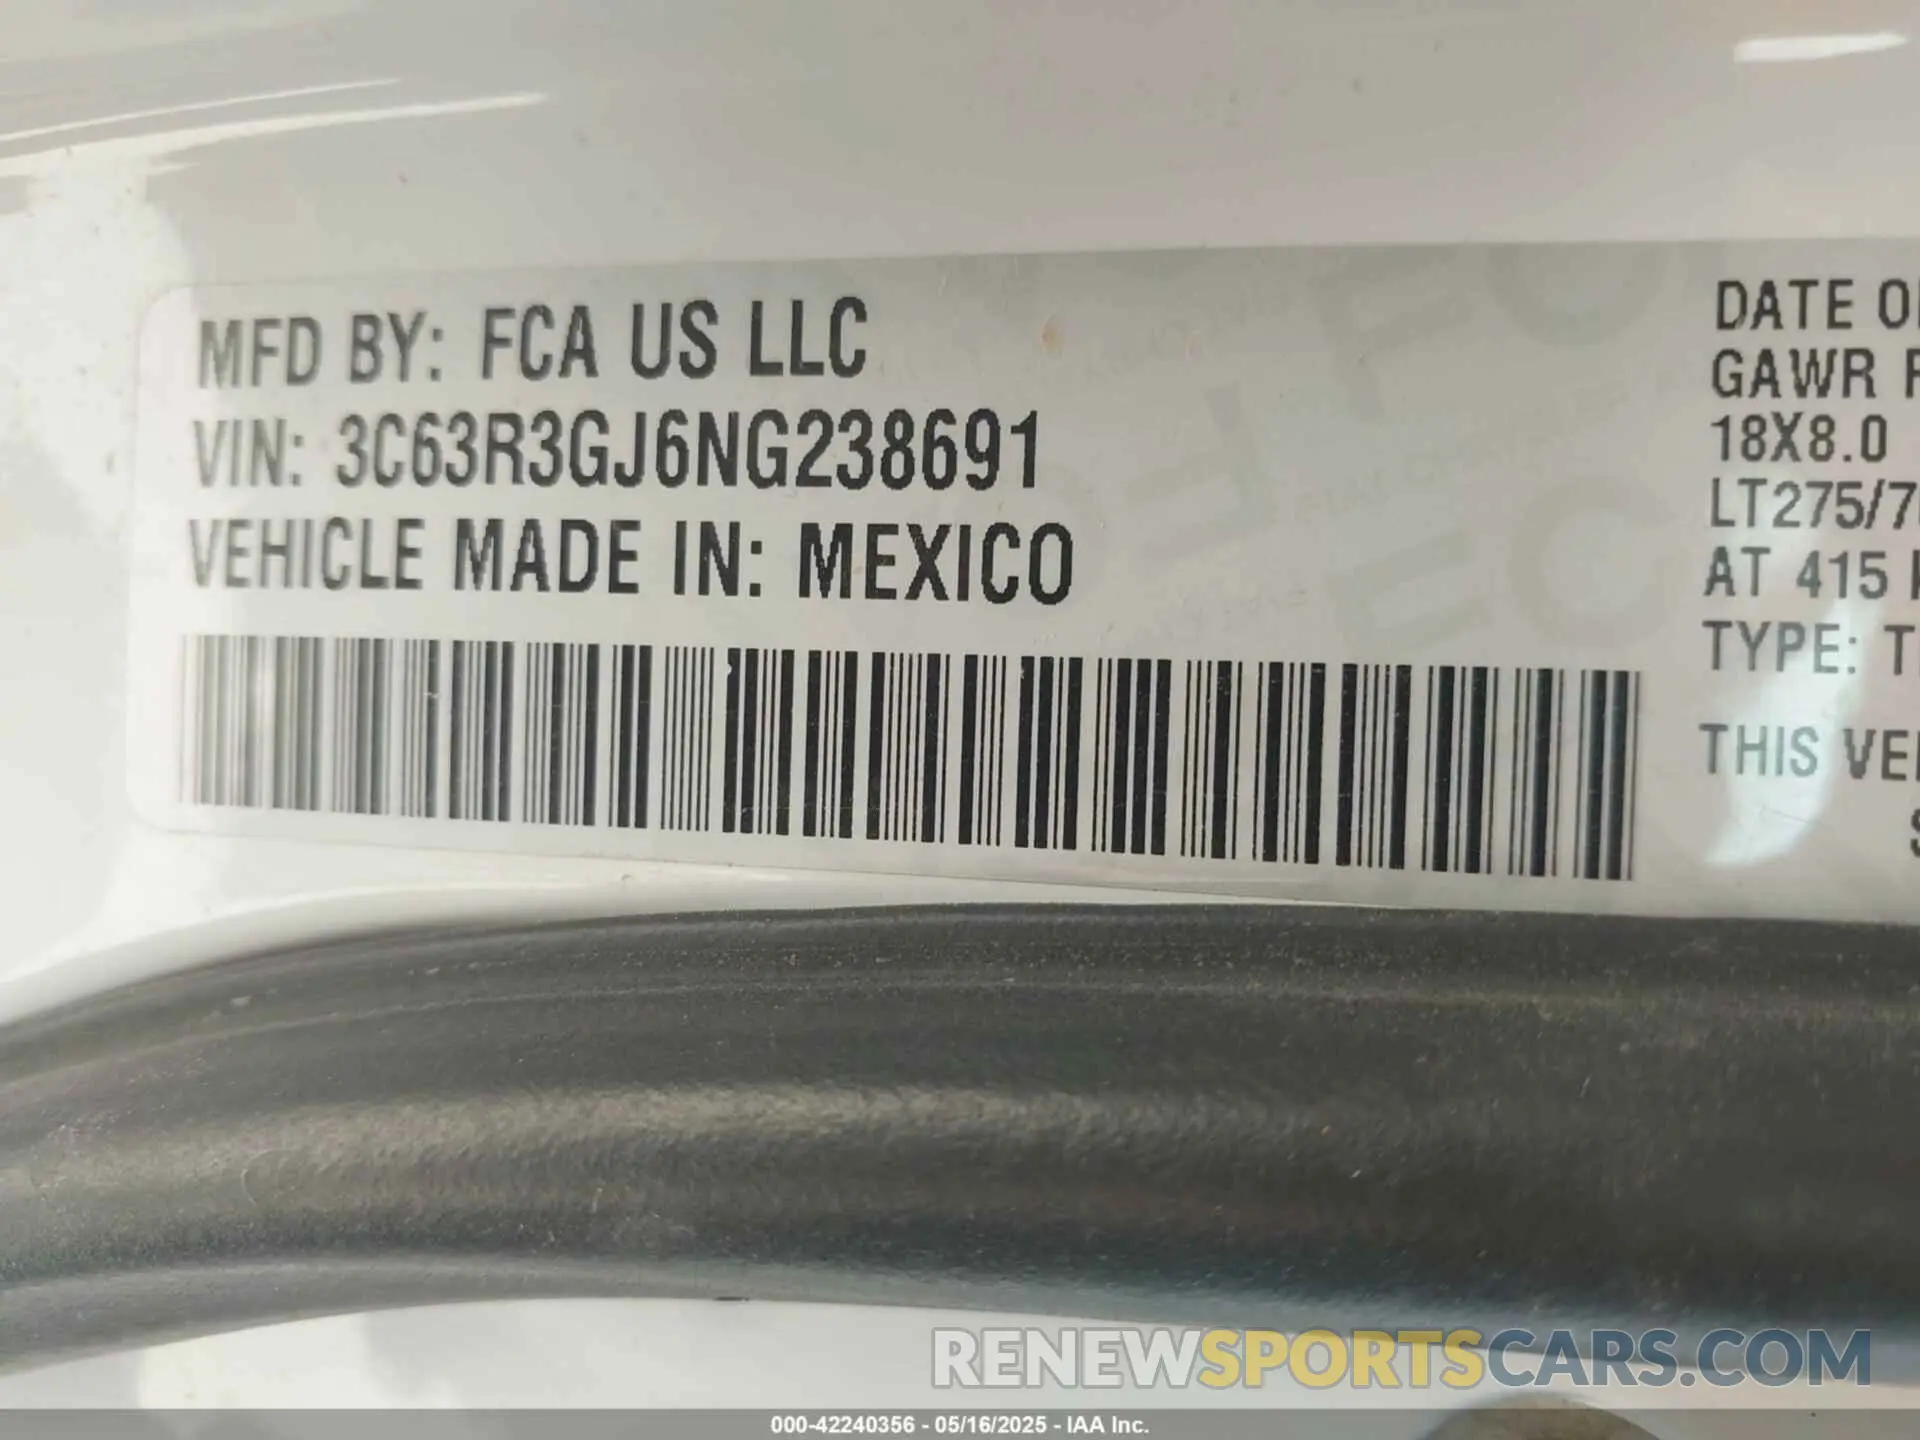 MFD BY: FCA US LLC
VIN: 3C63R3GJ6NG238691
VEHICLE MADE IN: MEXICO
DATE
GAWR
18X8.0
LT275/7
AT 415
TYPE:
THIS
RENEWSPORTSCARS.COM
000-42240356 - 05/16/2025 - IAA Inc.